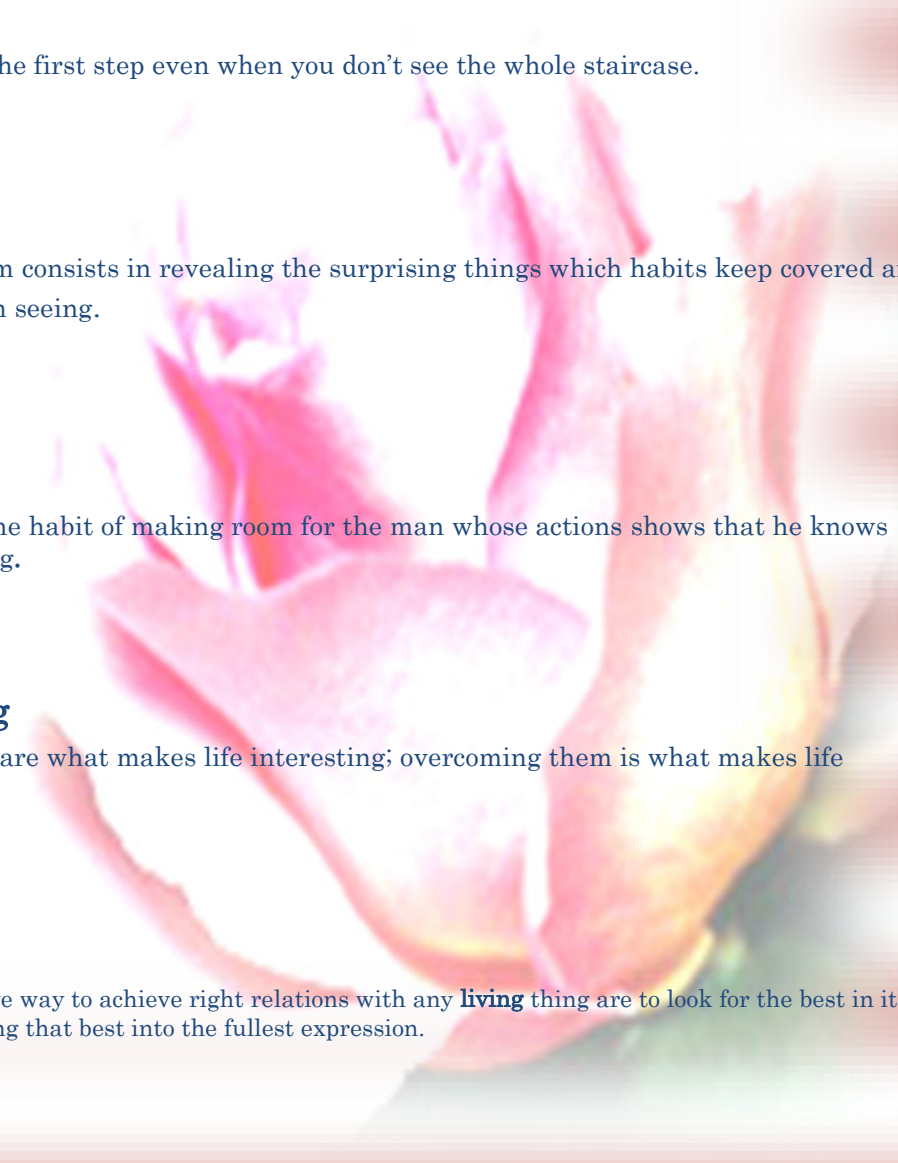 he first step even when you don’t see the whole staircase.
m consists in revealing the surprising things which habits keep covered a
n seeing.
he habit of making room for the man whose actions shows that he knows
g.
g
are what makes life interesting; overcoming them is what makes life
ve way to achieve right relations with any living thing are to look for the best in it
ng that best into the fullest expression.